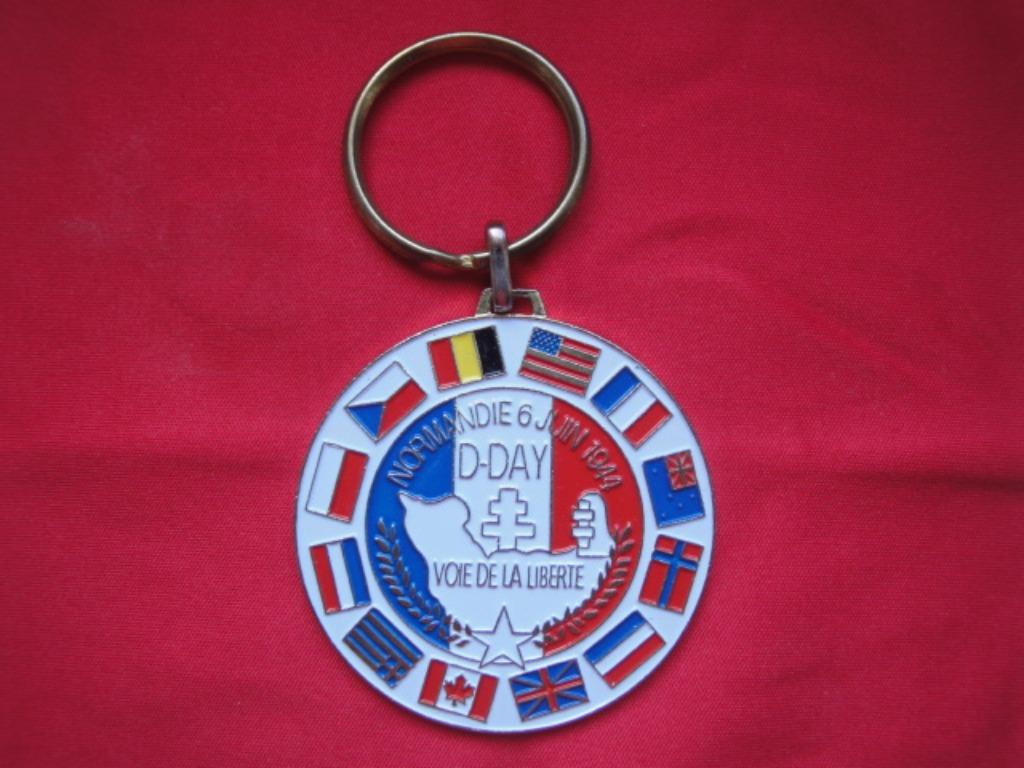 NORMANDIE 6 JUIN 1944
D-DAY
VOIE DE LA LIBERTE